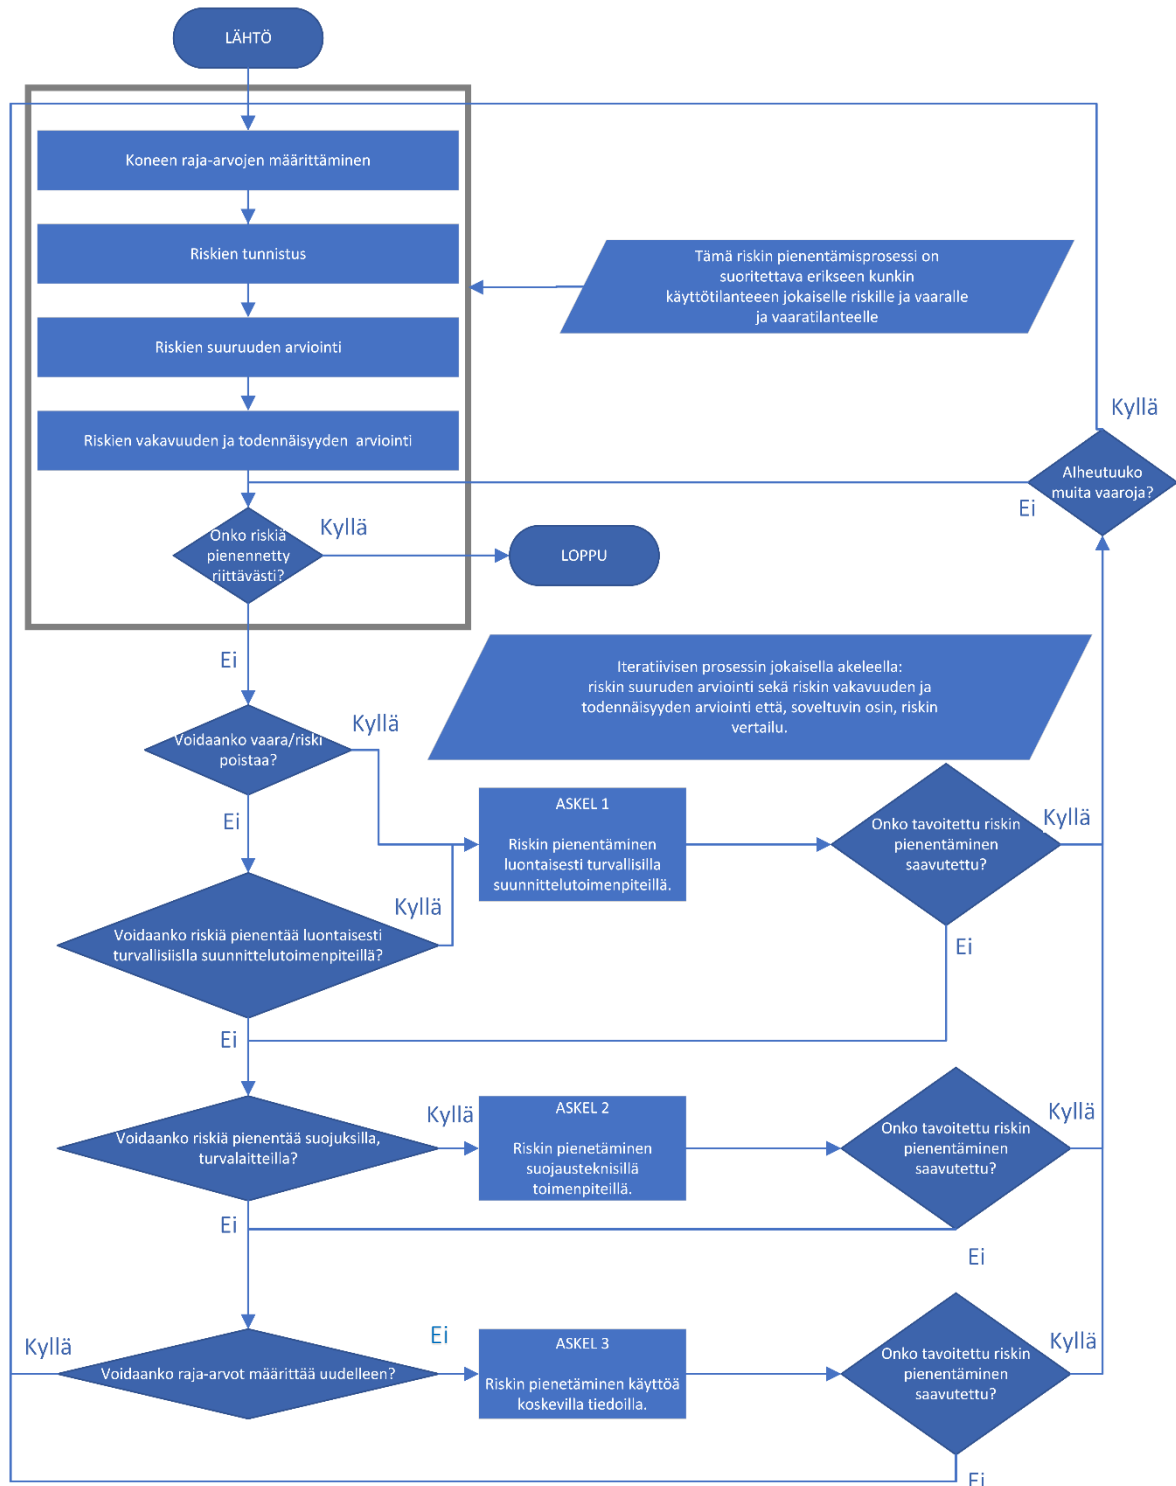 LÄHTÖ
Koneen raja-arvojen määrittäminen
Riskien tunnistus
Tämä riskin pienentämisprosessi on
suoritettava erikseen kunkin
käyttötilanteeen jokaiselle riskille ja vaaralle
ja vaaratilanteelle
Riskien suuruuden arviointi
Riskien vakavuuden ja todennäisyyden arviointi
Kyllä
Alheutuuko
muita vaaroja?
Ei
Onko riskiä
pienennetty
riittävästi?
Kyllä
LOPPU
Ei
Iteratiivisen prosessin jokaisella akeleella:
riskin suuruden arviointi sekä riskin vakavuuden ja
todennäisyyden arviointi että, soveltuvin osin, riskin
vertailu.
Voidaanko vaara/riski
poistaa?
Kyllä
Ei
ASKEL 1
Riskin pienentäminen
luontaisesti turvallisilla
suunnittelutoimenpiteillä.
Onko tavoitettu riskin
pienentäminen
saavutettu?
Kyllä
Ei
Voidaanko riskiä pienentää luontaisesti
turvallisiislla suunnittelutoimenpiteillä?
Kyllä
Ei
Voidaanko riskiä pienentää suojuksilla,
turvalaitteilla?
Kyllä
ASKEL 2
Riskin pienetäminen
suojausteknisillä
toimenpiteillä.
Onko tavoitettu riskin
pienentäminen
saavutettu?
Kyllä
Ei
Ei
Kyllä
Voidaanko raja-arvot määrittää uudelleen?
Ei
ASKEL 3
Riskin pienetäminen käyttöä
koskevilla tiedoilla.
Onko tavoitettu riskin
pienentäminen
saavutettu?
Kyllä
Ei